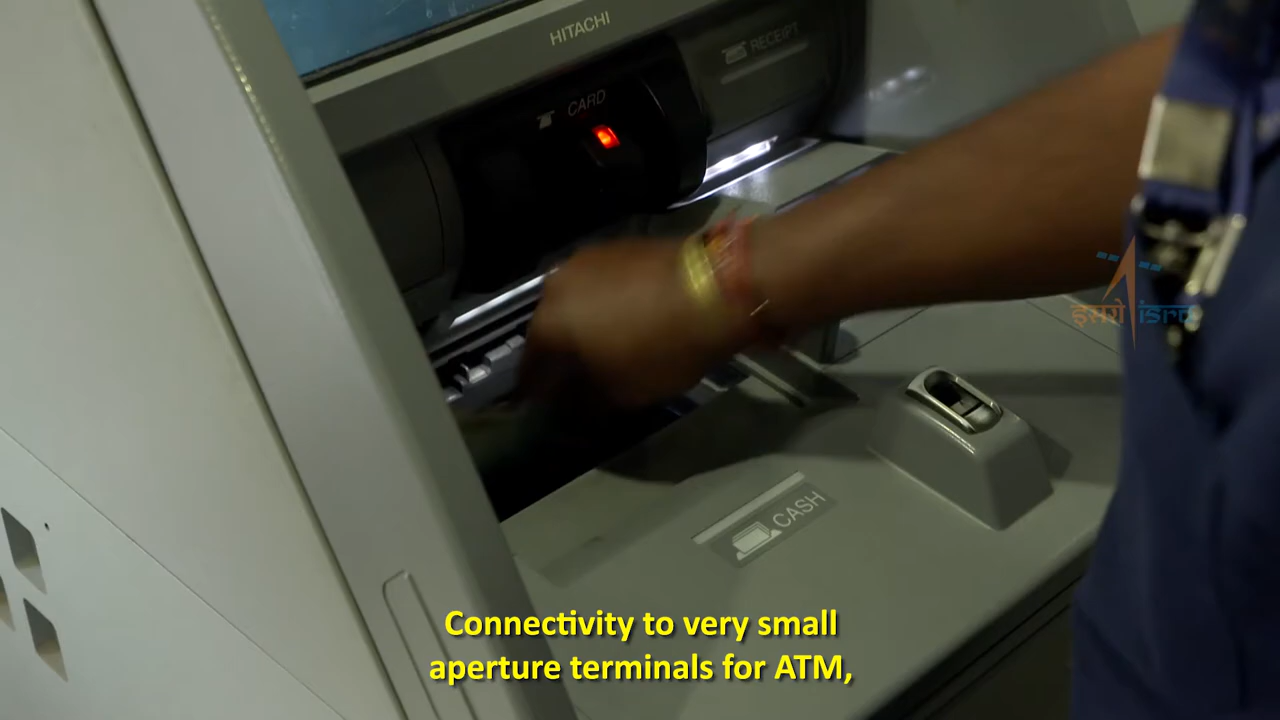 HITACHI
RECEIPT
CARD
इसरो isro
CASH
Connectivity to very small
aperture terminals for ATM,